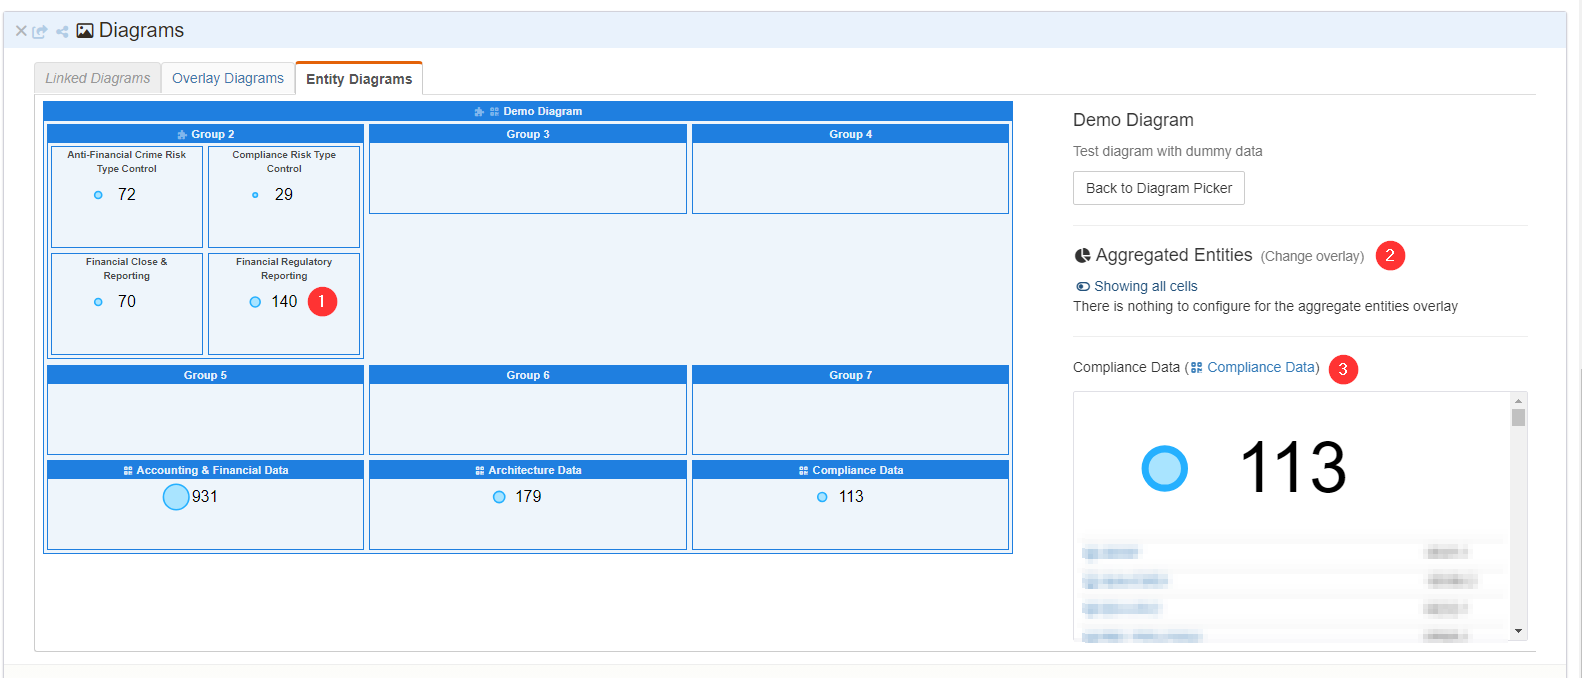 Diagrams
Linked Diagrams
Overlay Diagrams
Entity Diagrams
Demo Diagram
Group 2
Group 3
Group 4
Anti-Financial Crime Risk
Type Control
72
Compliance Risk Type
Control
29
Financial Close &
Reporting
70
Financial Regulatory
Reporting
140
1
Group 5
Group 6
Group 7
Accounting & Financial Data
Architecture Data
Compliance Data
931
179
113
Demo Diagram
Test diagram with dummy data
Back to Diagram Picker
Aggregated Entities (Change overlay) 2
Showing all cells
There is nothing to configure for the aggregate entities overlay
Compliance Data (Compliance Data) 3
113